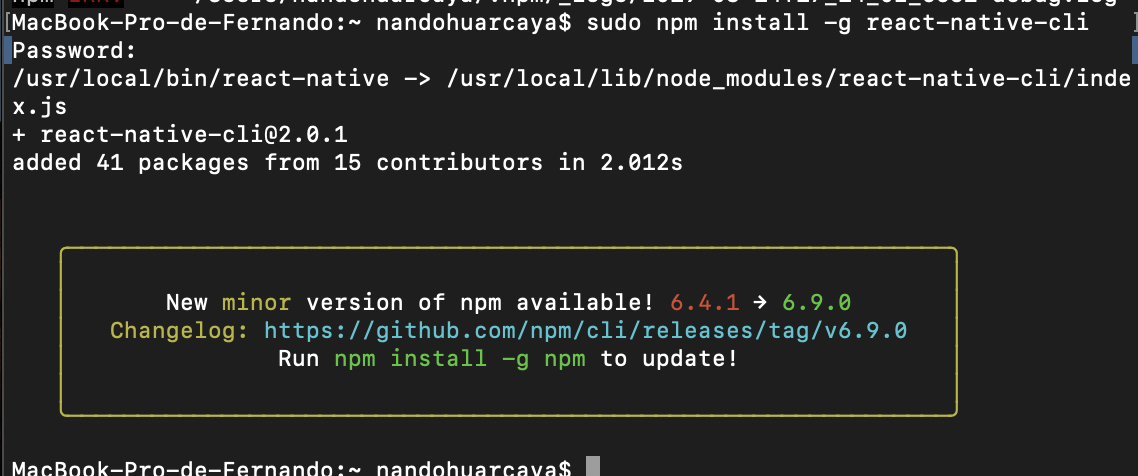 [MacBook-Pro-de-Fernando:~ nandohuarcaya$ sudo npm install -g react-native-cli ]
Password:
/usr/local/bin/react-native -> /usr/local/lib/node_modules/react-native-cli/inde
x.js
+ react-native-cli@2.0.1
added 41 packages from 15 contributors in 2.012s
New minor version of npm available! 6.4.1 → 6.9.0
Changelog: https://github.com/npm/cli/releases/tag/v6.9.0
Run npm install -g npm to update!
MacBook-Pro-de-Fernando:~ nandohuarcaya$